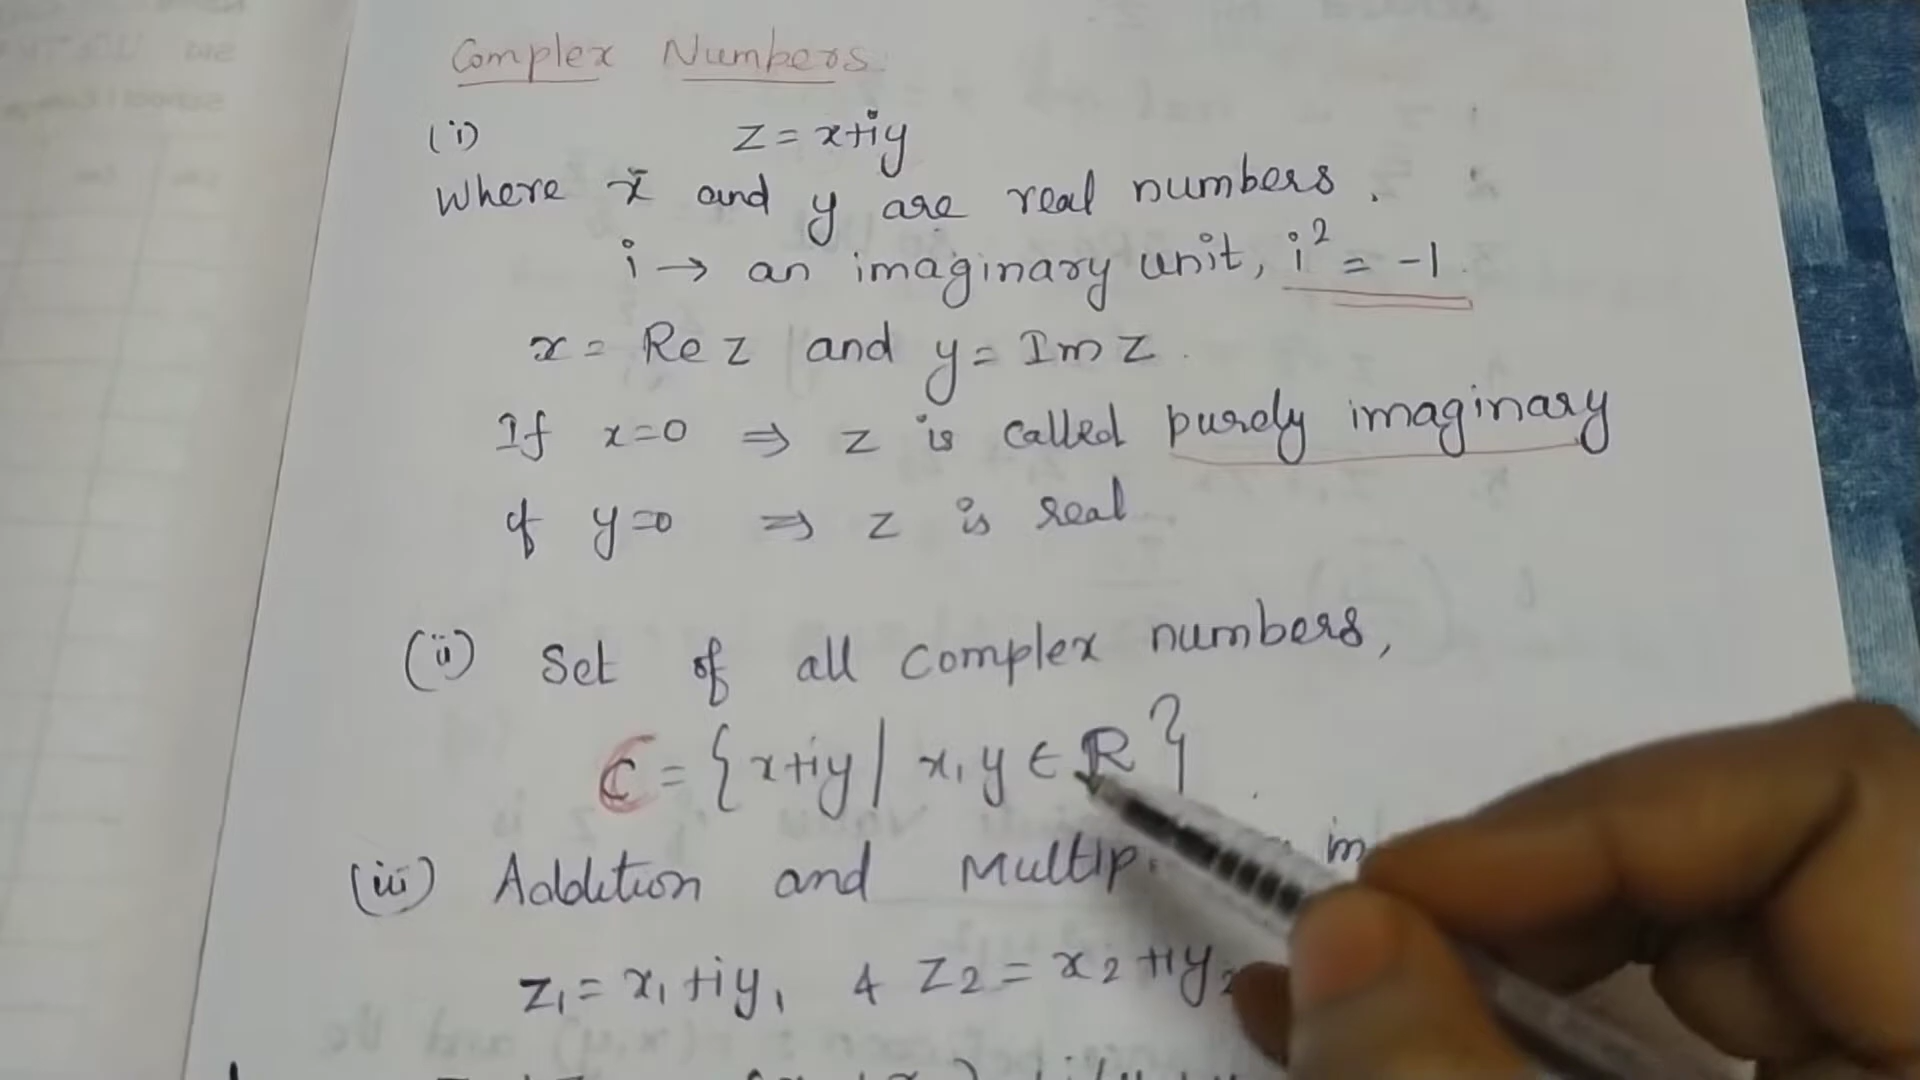 Complex Numbers
(i) z = x+iy
where x and y are real numbers.
i → an imaginary unit, i² = -1
x = Re z and y = Im z.
If x=0 ⇒ z is called purely imaginary
If y=0 ⇒ z is real
(ii) Set of all complex numbers,
ℂ = {x+iy / x, y ∈ ℝ}
(iii) Addition and
z₁ = x₁+iy₁ & z₂ = x₂+iy₂